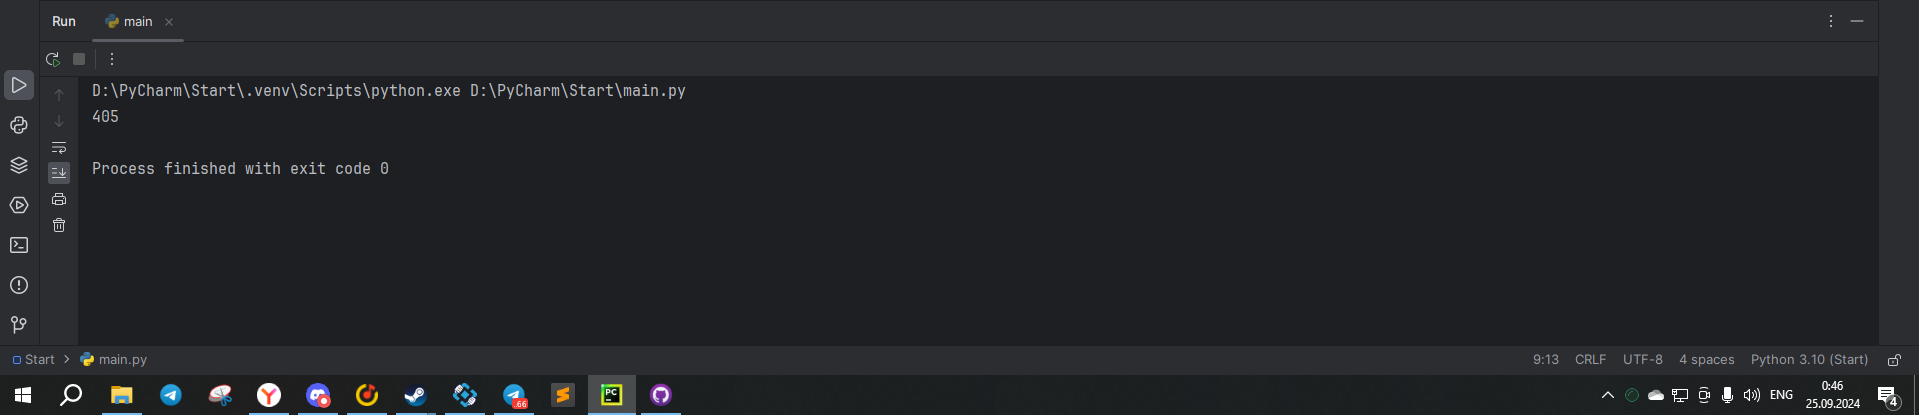 Run main
D:\PyCharm\Start\.venv\Scripts\python.exe D:\PyCharm\Start\main.py
405
Process finished with exit code 0
Start main.py 9:13 CRLF UTF-8 4 spaces Python 3.10 (Start)
.66 PC ENG 0:46
25.09.2024 4